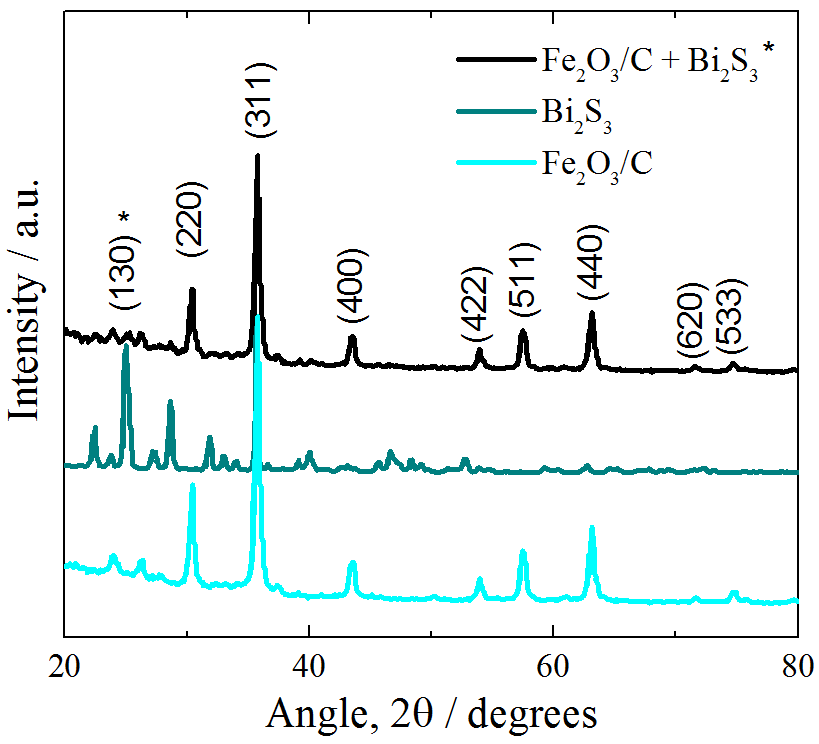 Fe₂O₃/C + Bi₂S₃*
Bi₂S₃
Fe₂O₃/C
(130)*
(220)
(311)
(400)
(422)
(511)
(440)
(620)
(533)
Intensity / a.u.
20 40 60 80
Angle, 2θ / degrees